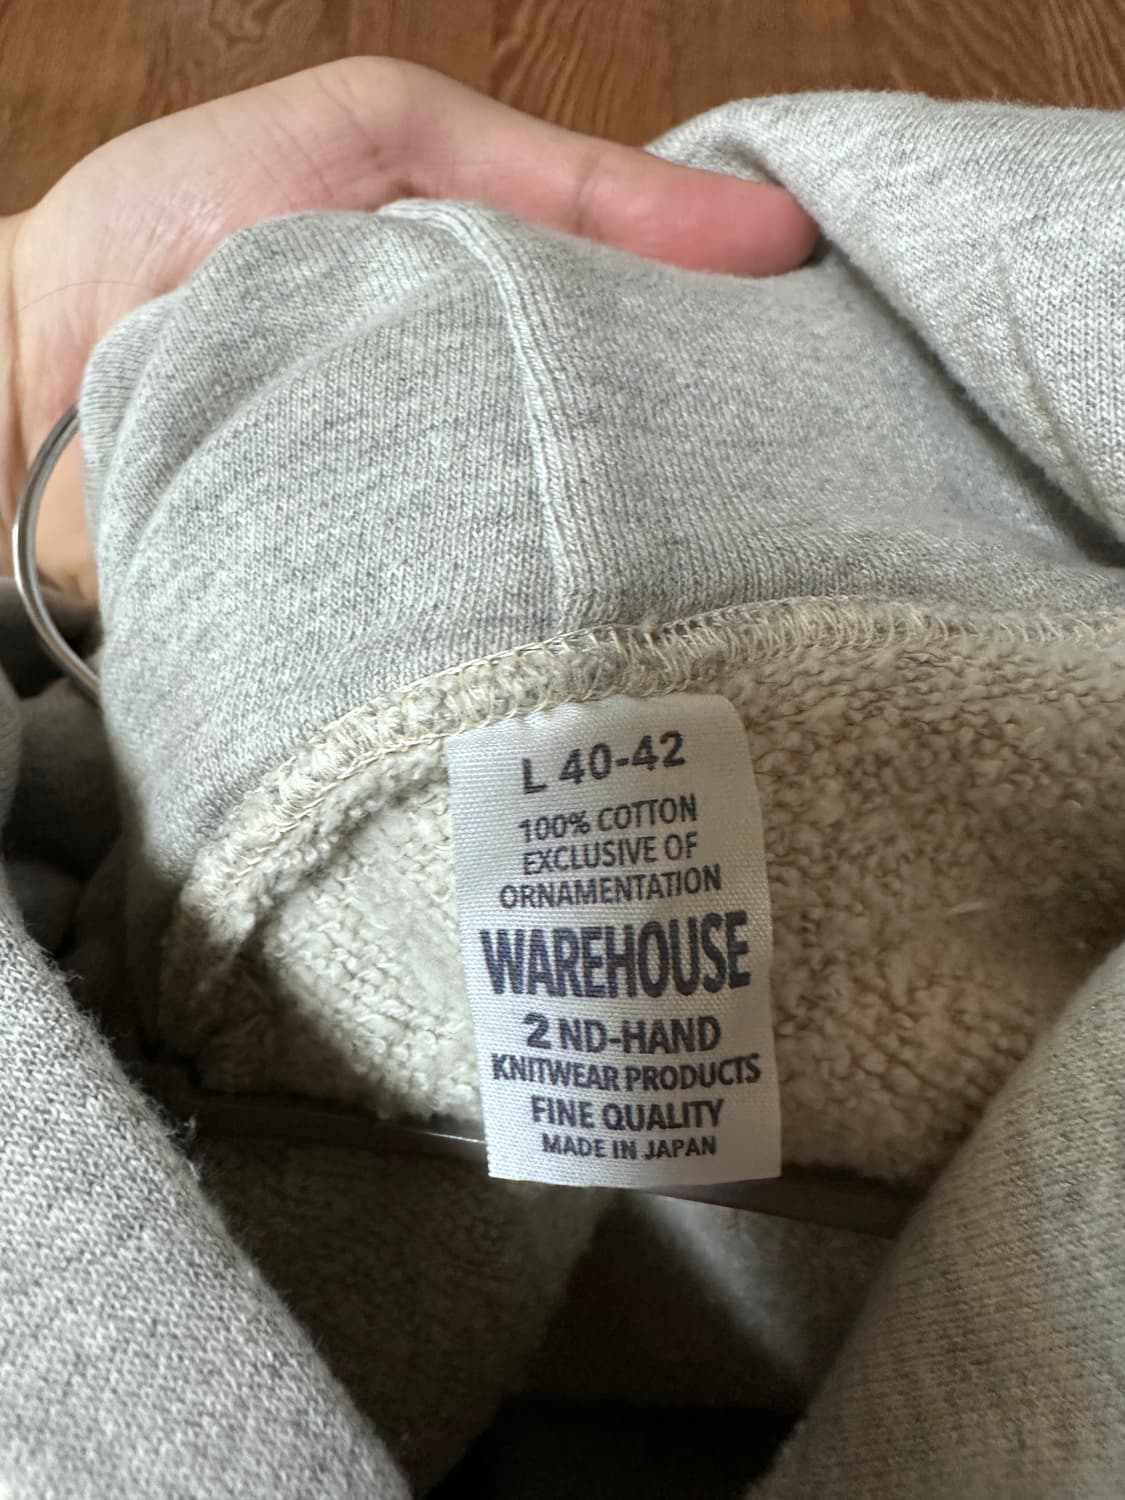 L 40-42
100% COTTON
EXCLUSIVE OF
ORNAMENTATION
WAREHOUSE
2 ND-HAND
KNITWEAR PRODUCTS
FINE QUALITY
MADE IN JAPAN